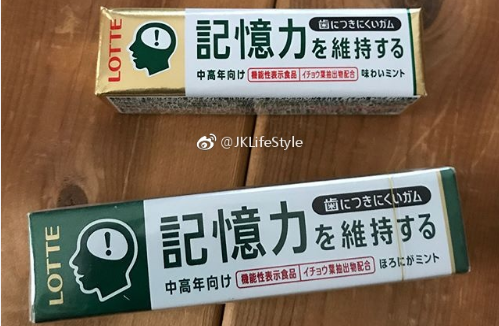 LOTTE
!
歯につきにくいガム
記憶力を維持する
中高年向け 機能性表示食品 イチョウ葉抽出物配合 味わいミント
@JKLifeStyle
LOTTE
!
歯につきにくいガム
記憶力を維持する
中高年向け 機能性表示食品 イチョウ葉抽出物配合 ほろにがミント